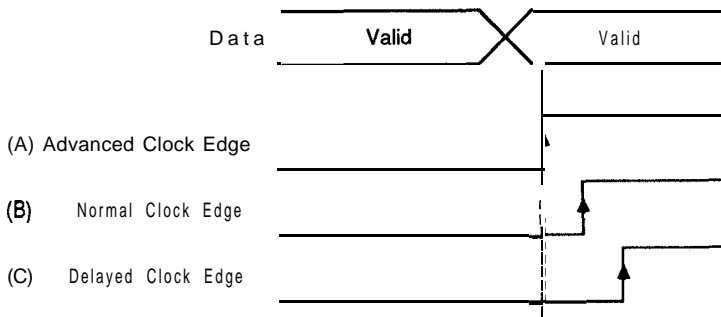 Data Valid Valid
(A) Advanced Clock Edge
(B) Normal Clock Edge
(C) Delayed Clock Edge